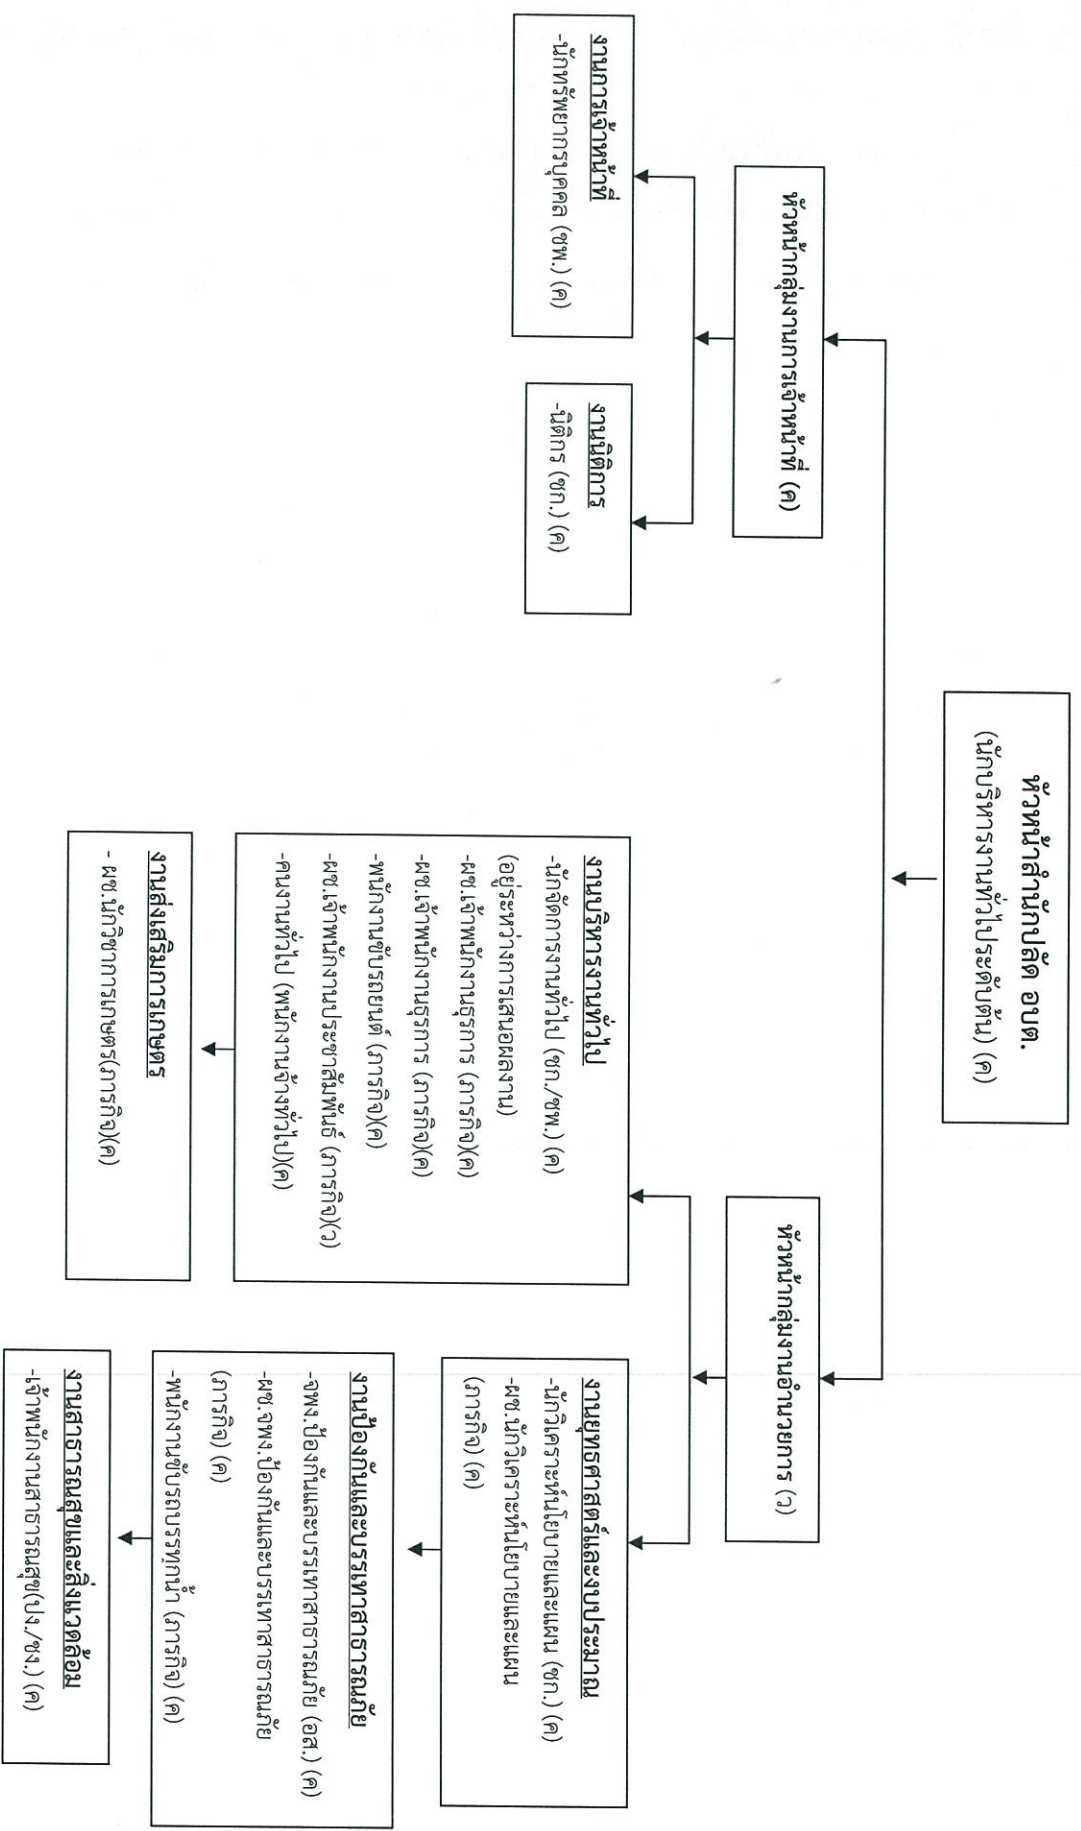 หัวหน้าสำนักปลัด อบต.
(นักบริหารงานทั่วไประดับต้น) (ค)
หัวหน้ากลุ่มงานการเจ้าหน้าที่ (ค)
งานการเจ้าหน้าที่
-นักทรัพยากรบุคคล (ชพ.) (ค)
งานนิติการ
-นิติกร (ชก.) (ค)
หัวหน้ากลุ่มงานอำนวยการ (ว)
งานบริหารงานทั่วไป
-นักจัดการงานทั่วไป (ชก./ชพ.) (ค)
(อยู่ระหว่างการเสนอผลงาน)
-ผช.เจ้าพนักงานธุรการ (ภารกิจ)(ค)
-ผช.เจ้าพนักงานธุรการ (ภารกิจ)(ค)
-พนักงานขับรถยนต์ (ภารกิจ)(ค)
-ผช.เจ้าพนักงานประชาสัมพันธ์ (ภารกิจ)(ว)
-คนงานทั่วไป (พนักงานจ้างทั่วไป)(ค)
งานส่งเสริมการเกษตร
- ผช.นักวิชาการเกษตร(ภารกิจ)(ค)
งานยุทธศาสตร์และงบประมาณ
-นักวิเคราะห์นโยบายและแผน (ชก.) (ค)
-ผช.นักวิเคราะห์นโยบายและแผน
(ภารกิจ) (ค)
งานป้องกันและบรรเทาสาธารณภัย
-จพง.ป้องกันและบรรเทาสาธารณภัย (อส.) (ค)
-ผช.จพง.ป้องกันและบรรเทาสาธารณภัย
(ภารกิจ) (ค)
-พนักงานขับรถบรรทุกน้ำ (ภารกิจ) (ค)
งานสาธารณสุขและสิ่งแวดล้อม
-เจ้าพนักงานสาธารณสุข(ปง./ชง.) (ค)